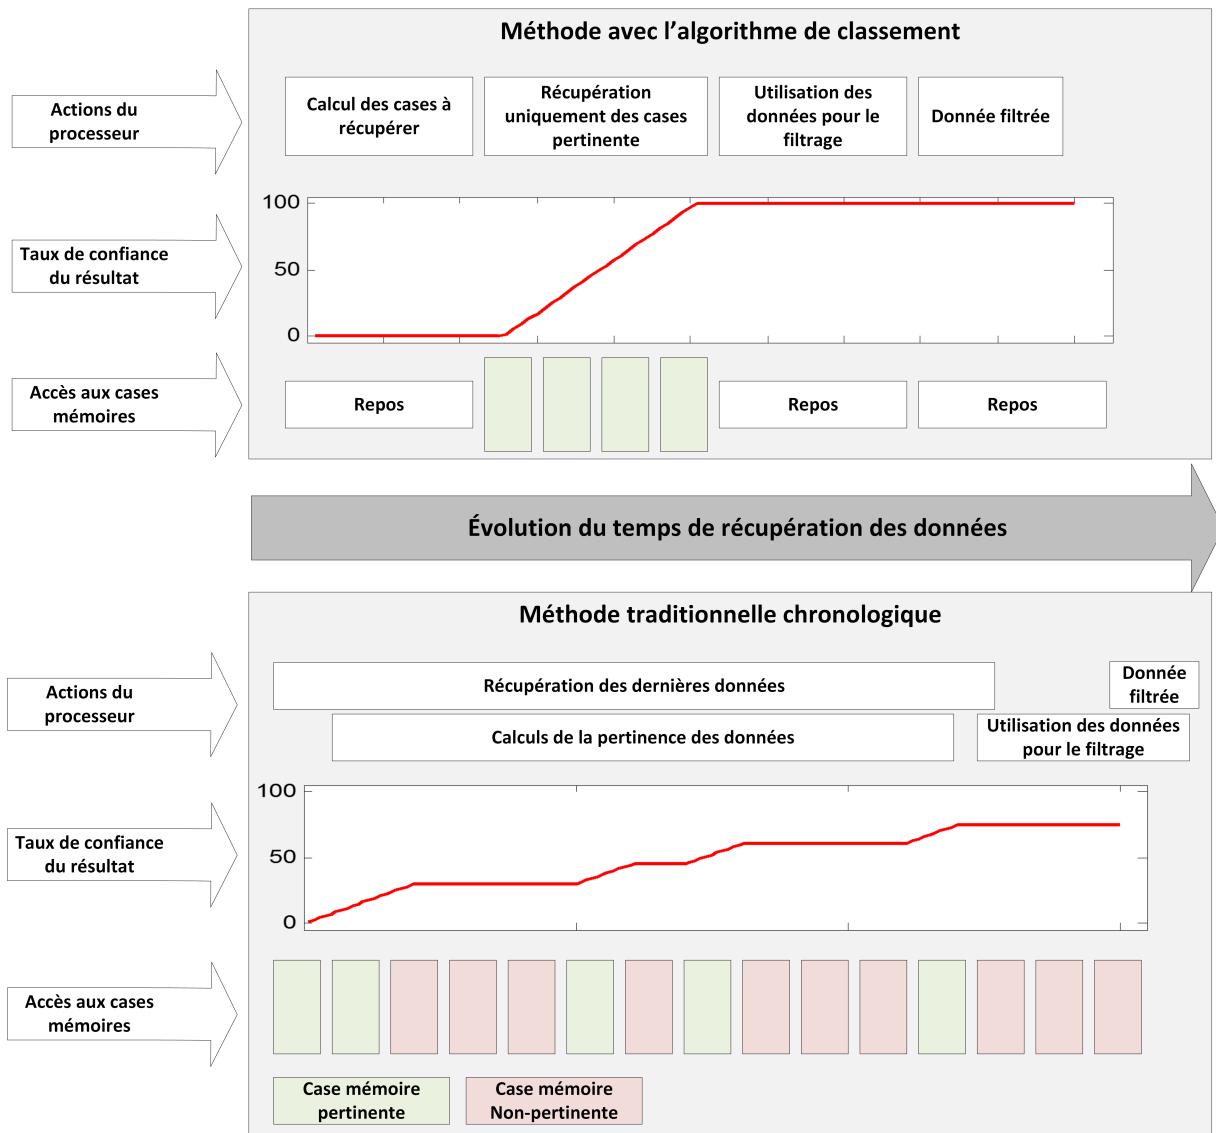 Méthode avec l'algorithme de classement
Actions du
processeur
Calcul des cases à
récupérer
Récupération
uniquement des cases
pertinente
Utilisation des
données pour le
filtrage
Donnée filtrée
Taux de confiance
du résultat
100
50
0
Accès aux cases
mémoires
Repos
Repos
Repos
Évolution du temps de récupération des données
Méthode traditionnelle chronologique
Actions du
processeur
Récupération des dernières données
Donnée
filtrée
Calculs de la pertinence des données
Utilisation des données
pour le filtrage
Taux de confiance
du résultat
100
50
0
Accès aux cases
mémoires
Case mémoire
pertinente
Case mémoire
Non-pertinente